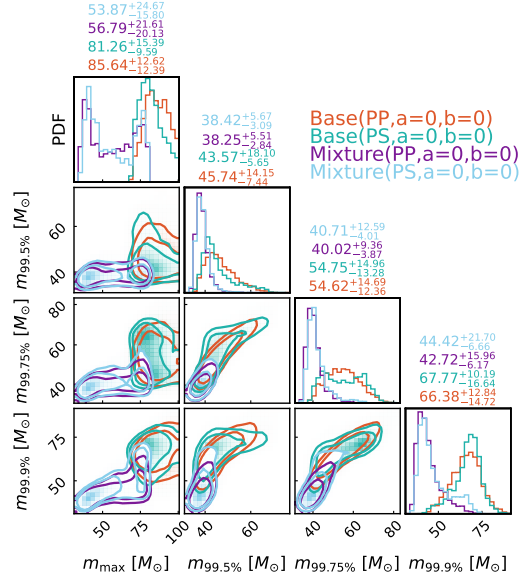 53.87+24.67−15.80
56.79+21.61−20.13
81.26+15.39−9.59
85.64+12.62−12.39
PDF
38.42+5.67−3.09
38.25+5.51−2.84
43.57+18.10−5.65
45.74+14.15−7.44
Base(PP,a=0,b=0)
Base(PS,a=0,b=0)
Mixture(PP,a=0,b=0)
Mixture(PS,a=0,b=0)
m99.5% [M⊙]
60
40
40.71+12.59−4.01
40.02+9.36−3.87
54.75+14.96−13.28
54.62+14.69−12.36
m99.75% [M⊙]
80
60
40
44.42+21.70−6.66
42.72+15.96−6.17
67.77+10.19−16.64
66.38+12.84−14.72
m99.9% [M⊙]
75
50
50
75
100
40
60
40
60
80
50
75
mmax [M⊙]
m99.5% [M⊙]
m99.75% [M⊙]
m99.9% [M⊙]